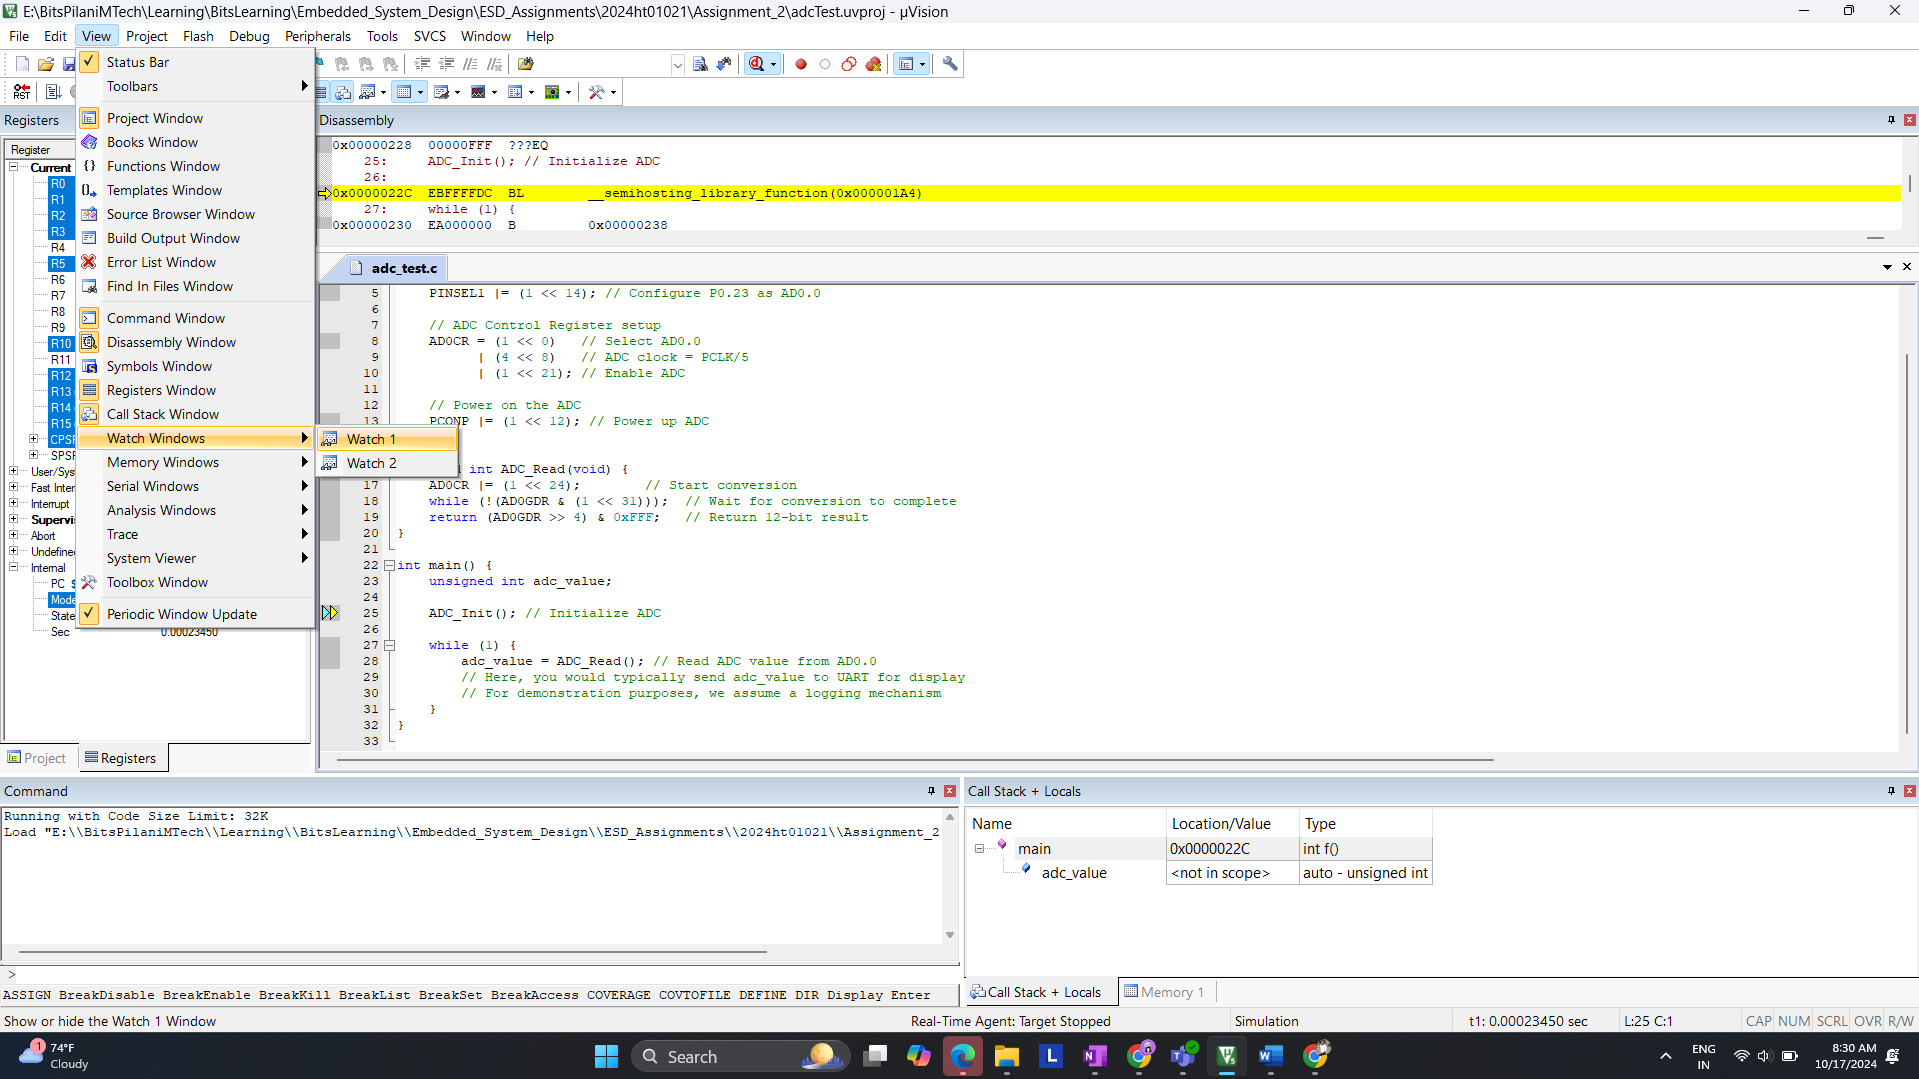 E:\BitsPilaniMTech\Learning\BitsLearning\Embedded_System_Design\ESD_Assignments\2024ht01021\Assignment_2\adcTest.uvproj - µVision
File Edit View Project Flash Debug Peripherals Tools SVCS Window Help
Status Bar
Toolbars
Project Window
Books Window
Functions Window
Templates Window
Source Browser Window
Build Output Window
Error List Window
Find In Files Window
Command Window
Disassembly Window
Symbols Window
Registers Window
Call Stack Window
Watch Windows
Memory Windows
Serial Windows
Analysis Windows
Trace
System Viewer
Toolbox Window
Periodic Window Update
Watch 1
Watch 2
RST
Registers
Register
Current
R0
R1
R2
R3
R4
R5
R6
R7
R8
R9
R10
R11
R12
R13
R14
R15
CPSR
SPSR
User/Sys
Fast Inter
Interrupt
Supervis
Abort
Undefined
Internal
PC $
Mode
State
Sec 0.00023450
Project Registers
Disassembly
0x00000228 00000FFF ???EQ
25: ADC_Init(); // Initialize ADC
26:
0x0000022C EBFFFFDC BL __semihosting_library_function(0x000001A4)
27: while (1) {
0x00000230 EA000000 B 0x00000238
adc_test.c
5 PINSEL1 |= (1 << 14); // Configure P0.23 as AD0.0
6
7 // ADC Control Register setup
8 AD0CR = (1 << 0) // Select AD0.0
9 | (4 << 8) // ADC clock = PCLK/5
10 | (1 << 21); // Enable ADC
11
12 // Power on the ADC
13 PCONP |= (1 << 12); // Power up ADC
int ADC_Read(void) {
17 AD0CR |= (1 << 24); // Start conversion
18 while (!(AD0GDR & (1 << 31))); // Wait for conversion to complete
19 return (AD0GDR >> 4) & 0xFFF; // Return 12-bit result
20 }
21
22 int main() {
23 unsigned int adc_value;
24
25 ADC_Init(); // Initialize ADC
26
27 while (1) {
28 adc_value = ADC_Read(); // Read ADC value from AD0.0
29 // Here, you would typically send adc_value to UART for display
30 // For demonstration purposes, we assume a logging mechanism
31 }
32 }
33
Command
Running with Code Size Limit: 32K
Load "E:\\BitsPilaniMTech\\Learning\\BitsLearning\\Embedded_System_Design\\ESD_Assignments\\2024ht01021\\Assignment_2
>
ASSIGN BreakDisable BreakEnable BreakKill BreakList BreakSet BreakAccess COVERAGE COVTOFILE DEFINE DIR Display Enter
Call Stack + Locals
Name Location/Value Type
main 0x0000022C int f()
adc_value <not in scope> auto - unsigned int
Call Stack + Locals Memory 1
Show or hide the Watch 1 Window Real-Time Agent: Target Stopped Simulation t1: 0.00023450 sec L:25 C:1 CAP NUM SCRL OVR R/W
1
74°F
Cloudy
Search
ENG
IN
8:30 AM
10/17/2024